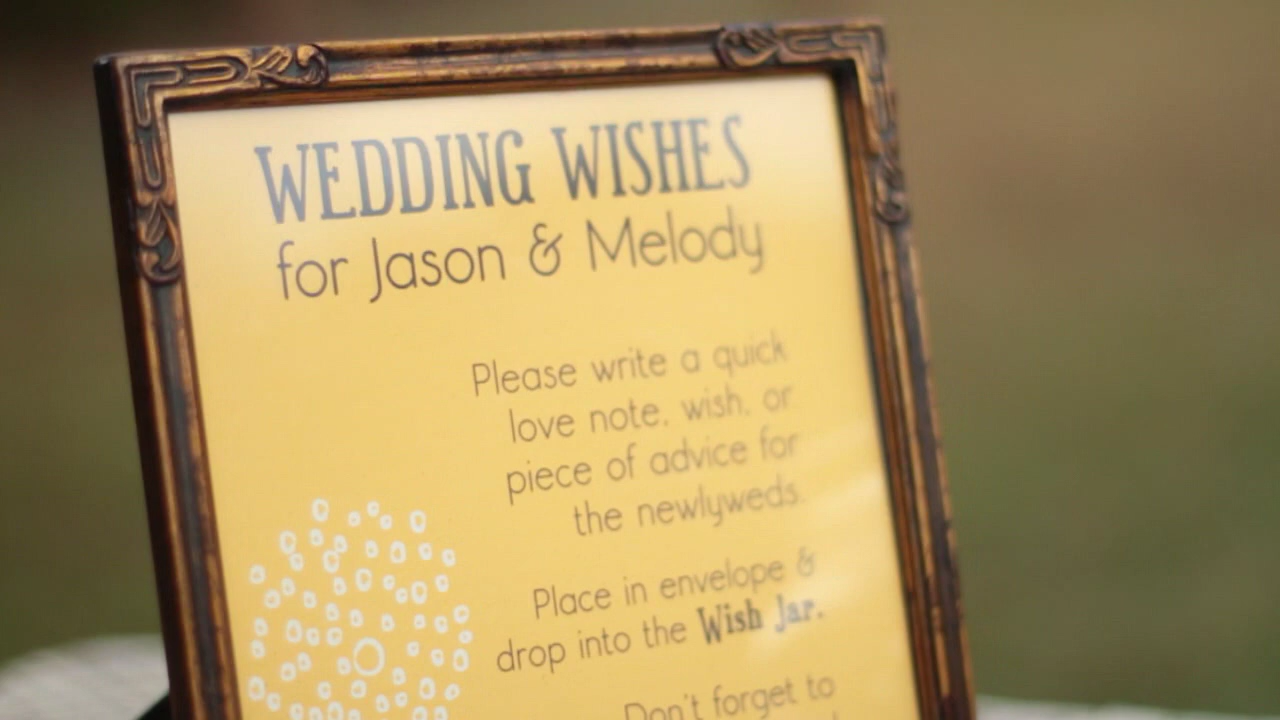 WEDDING WISHES
for Jason & Melody
Please write a quick
love note, wish, or
piece of advice for
the newlyweds.
Place in envelope &
drop into the Wish Jar.
Don't forget to